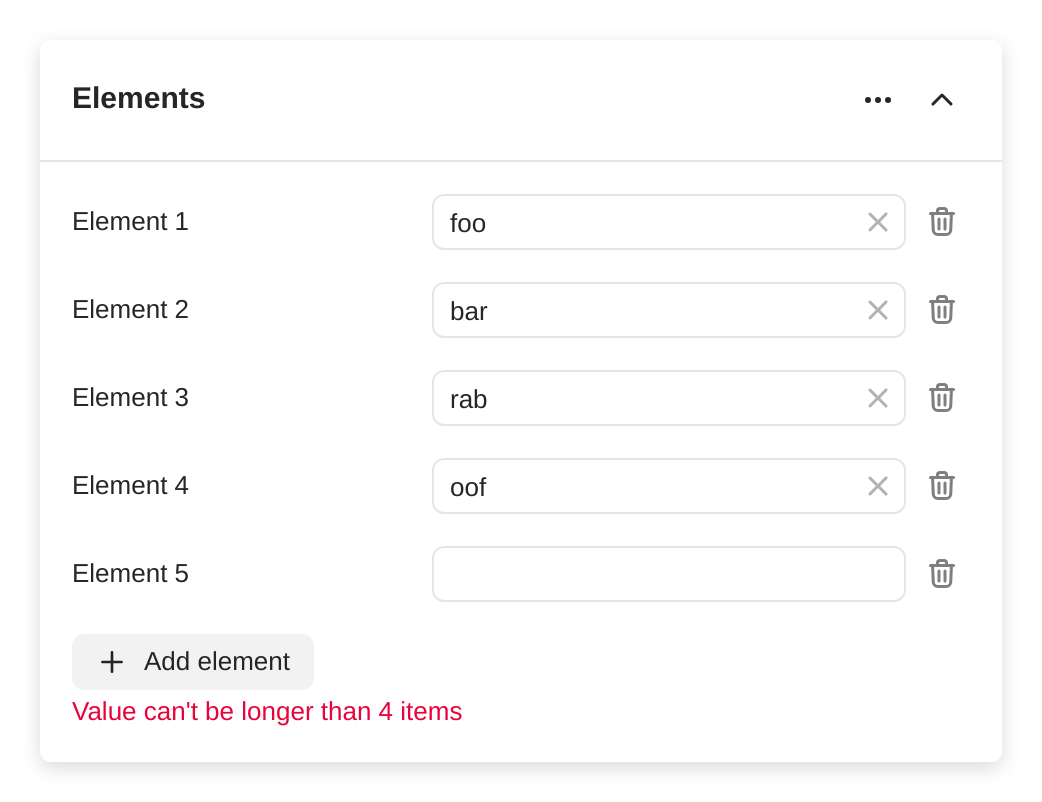 Elements
Element 1
foo
Element 2
bar
Element 3
rab
Element 4
oof
Element 5
Add element
Value can't be longer than 4 items